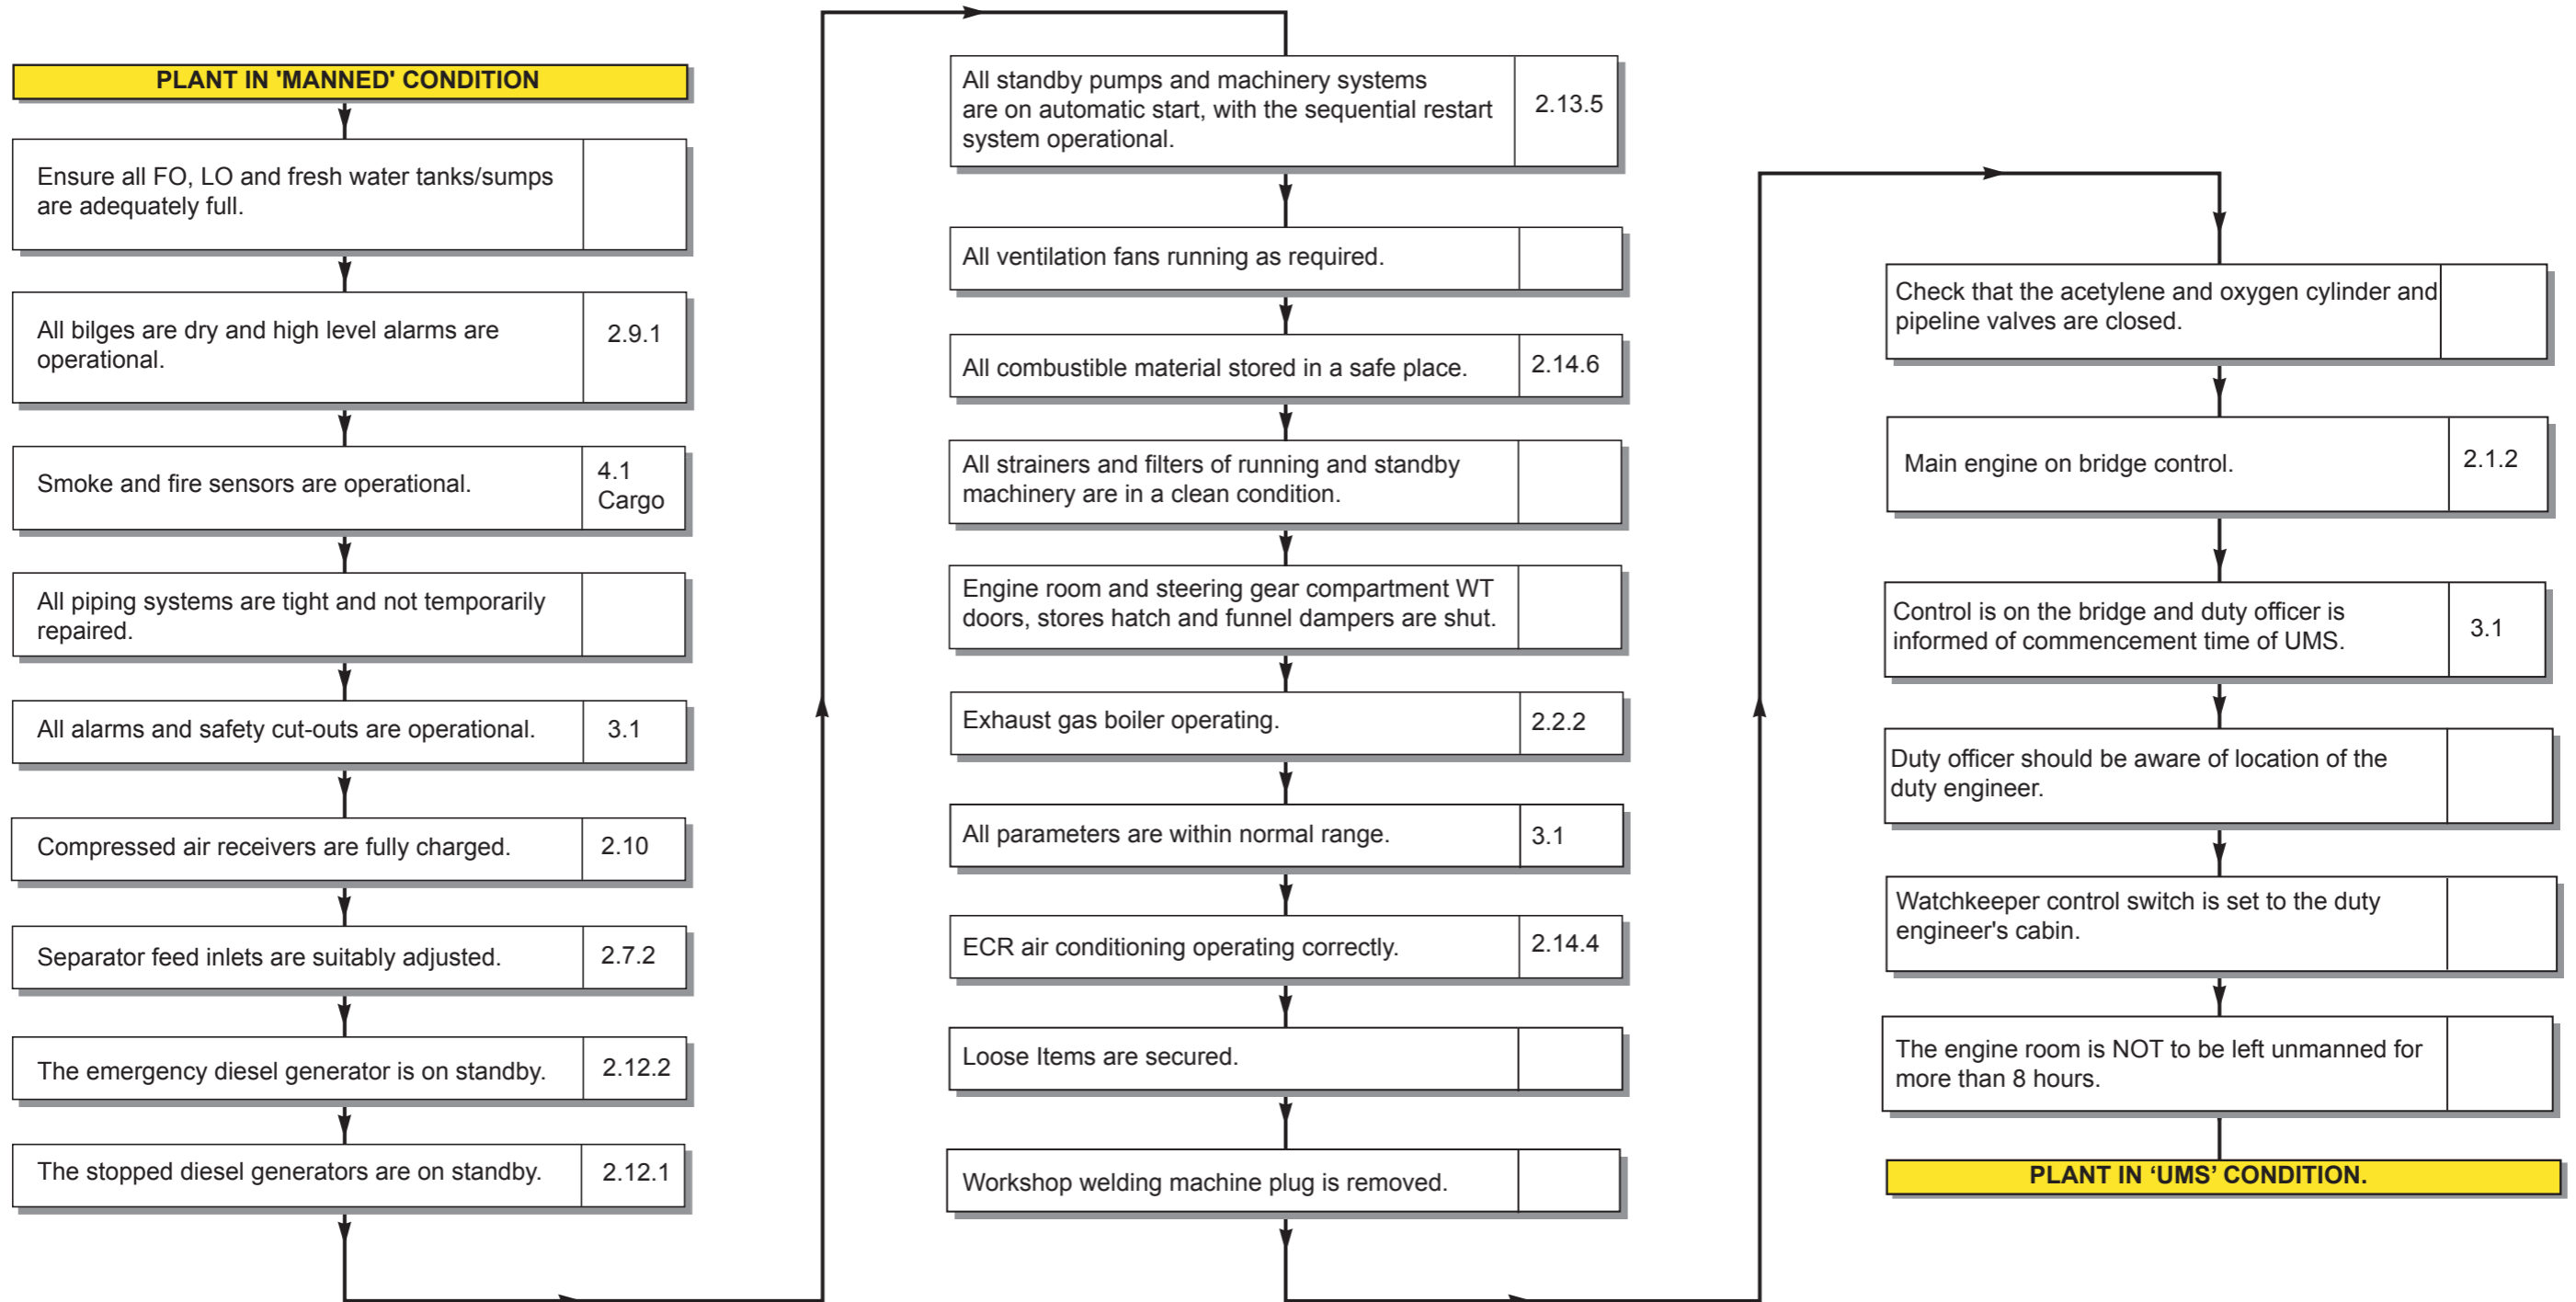 PLANT IN 'MANNED' CONDITION
Ensure all FO, LO and fresh water tanks/sumps
are adequately full.
All bilges are dry and high level alarms are
operational.
2.9.1
Smoke and fire sensors are operational.
4.1
Cargo
All piping systems are tight and not temporarily
repaired.
All alarms and safety cut-outs are operational.
3.1
Compressed air receivers are fully charged.
2.10
Separator feed inlets are suitably adjusted.
2.7.2
The emergency diesel generator is on standby.
2.12.2
The stopped diesel generators are on standby.
2.12.1
All standby pumps and machinery systems
are on automatic start, with the sequential restart
system operational.
2.13.5
All ventilation fans running as required.
All combustible material stored in a safe place.
2.14.6
All strainers and filters of running and standby
machinery are in a clean condition.
Engine room and steering gear compartment WT
doors, stores hatch and funnel dampers are shut.
Exhaust gas boiler operating.
2.2.2
All parameters are within normal range.
3.1
ECR air conditioning operating correctly.
2.14.4
Loose Items are secured.
Workshop welding machine plug is removed.
Check that the acetylene and oxygen cylinder and
pipeline valves are closed.
Main engine on bridge control.
2.1.2
Control is on the bridge and duty officer is
informed of commencement time of UMS.
3.1
Duty officer should be aware of location of the
duty engineer.
Watchkeeper control switch is set to the duty
engineer's cabin.
The engine room is NOT to be left unmanned for
more than 8 hours.
PLANT IN ‘UMS’ CONDITION.